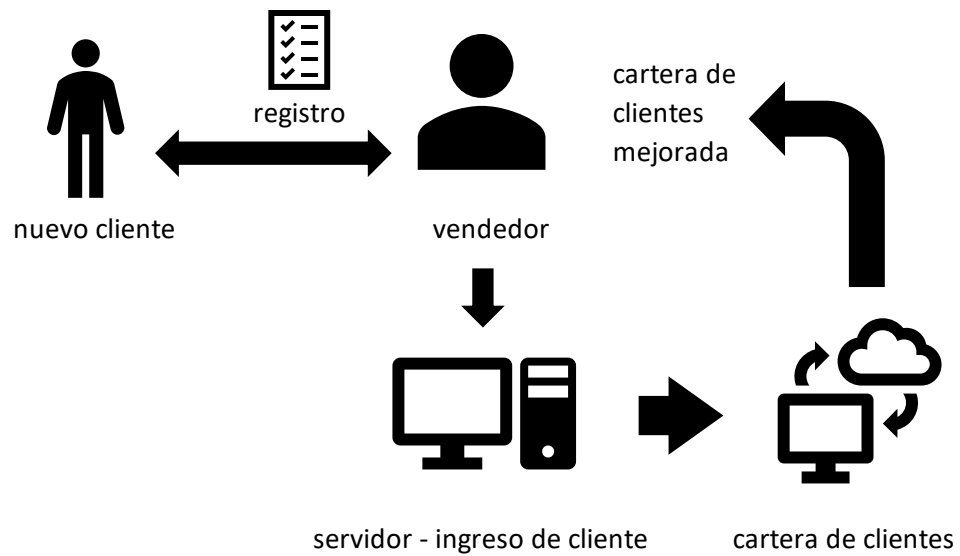 registro
nuevo cliente
vendedor
cartera de
clientes
mejorada
servidor - ingreso de cliente
cartera de clientes